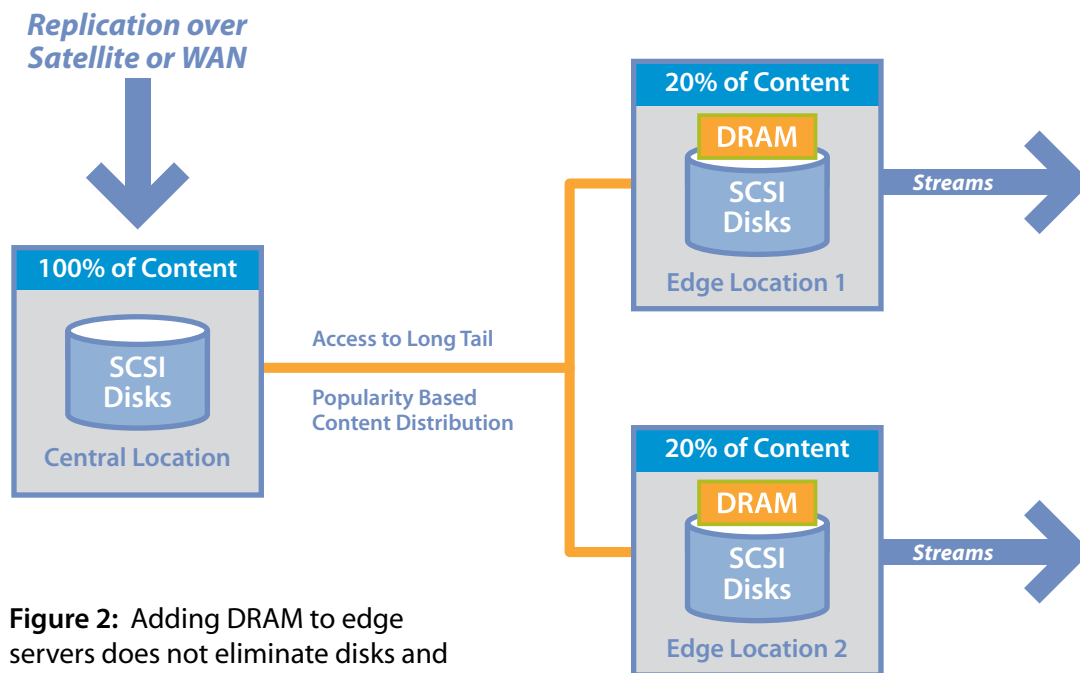 Replication over
Satellite or WAN
100% of Content
SCSI
Disks
Central Location
Access to Long Tail
Popularity Based
Content Distribution
20% of Content
DRAM
SCSI
Disks
Edge Location 1
Streams
20% of Content
DRAM
SCSI
Disks
Edge Location 2
Streams
Figure 2: Adding DRAM to edge
servers does not eliminate disks and